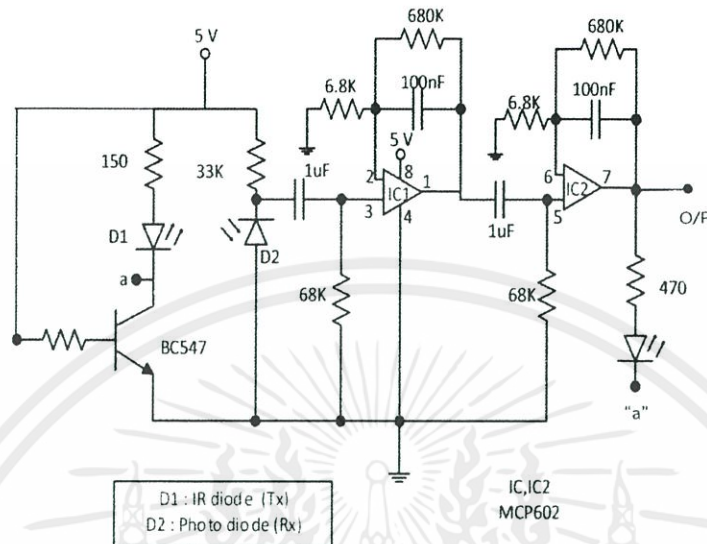 680K
680K
5 V
6.8K
100nF
6.8K
100nF
5 V
150
33K
1uF
2
8
1
IC1
3
4
6
7
IC2
5
1uF
O/P
D1
D2
a
68K
68K
470
BC547
"a"
D1 : IR diode (Tx)
D2 : Photo diode (Rx)
IC,IC2
MCP602